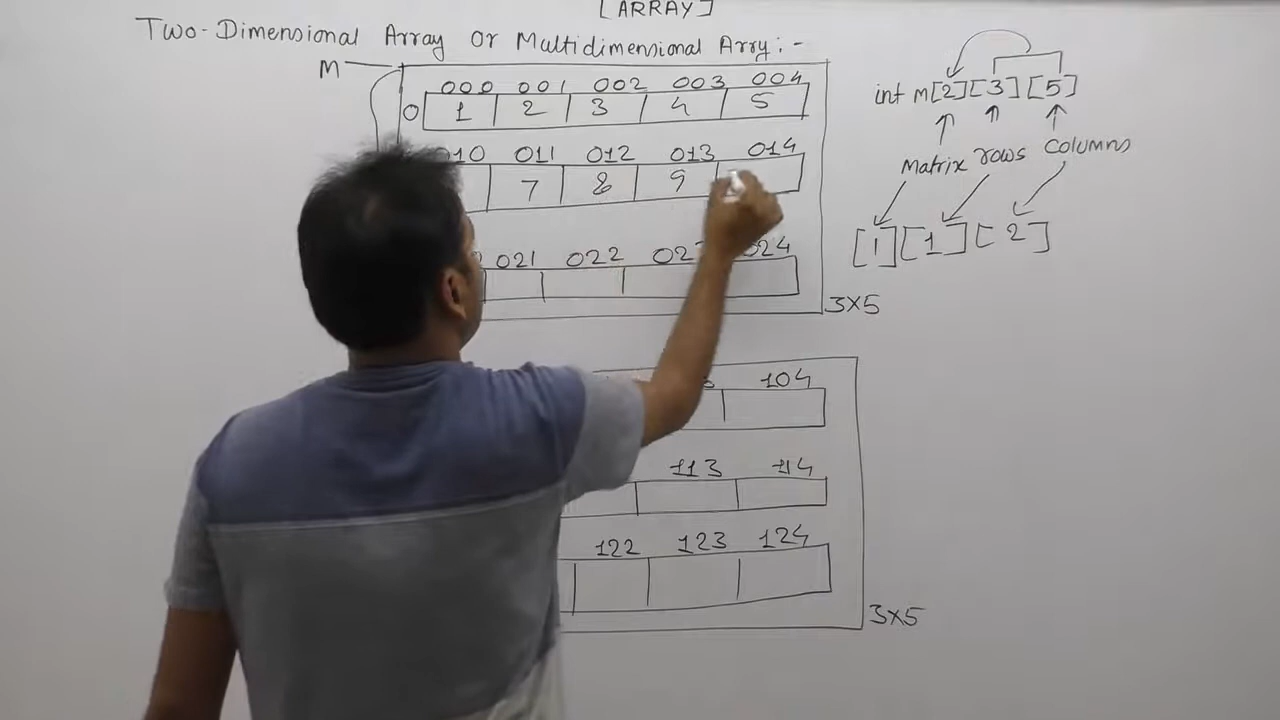 [ARRAY]
Two-Dimensional Array Or Multidimensional Arry:-
M
000 001 002 003 004
0 1 2 3 4 5
010 011 012 013 014
7 8 9
021 022 024
3X5
104
113 114
122 123 124
3X5
int m[2][3][5]
Matrix rows columns
[1][1][2]